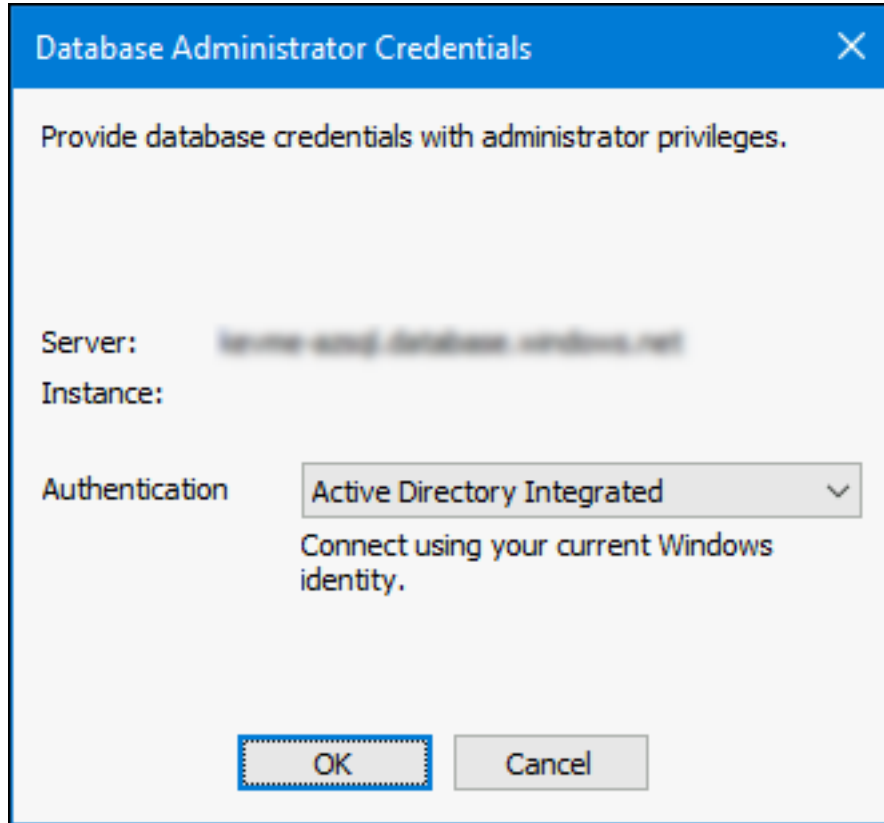 Database Administrator Credentials
Provide database credentials with administrator privileges.
Server:
Instance:
Authentication Active Directory Integrated
Connect using your current Windows
identity.
OK Cancel